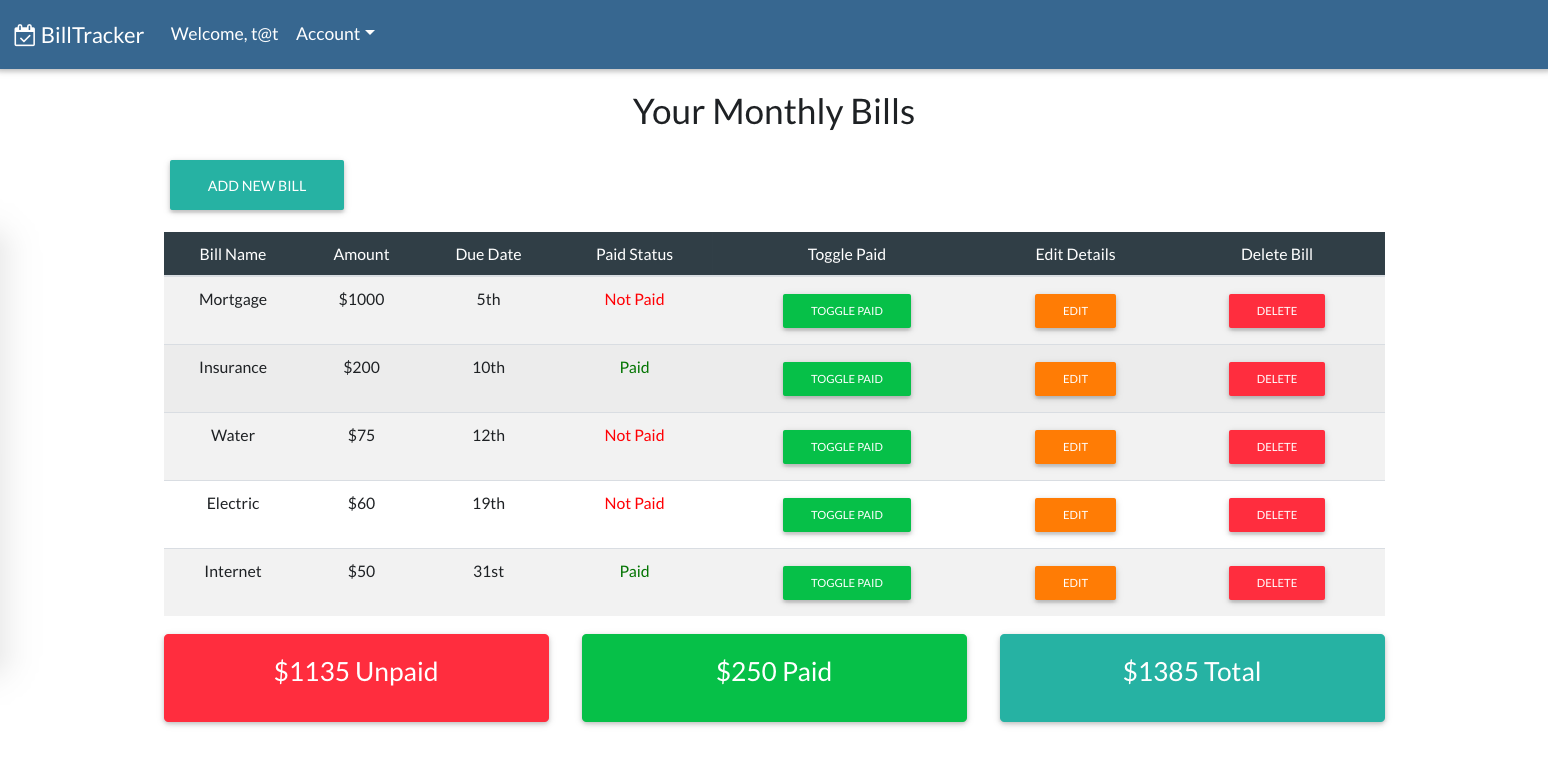 BillTracker Welcome, t@t Account
Your Monthly Bills
ADD NEW BILL
Bill Name Amount Due Date Paid Status Toggle Paid Edit Details Delete Bill
Mortgage $1000 5th Not Paid TOGGLE PAID EDIT DELETE
Insurance $200 10th Paid TOGGLE PAID EDIT DELETE
Water $75 12th Not Paid TOGGLE PAID EDIT DELETE
Electric $60 19th Not Paid TOGGLE PAID EDIT DELETE
Internet $50 31st Paid TOGGLE PAID EDIT DELETE
$1135 Unpaid $250 Paid $1385 Total